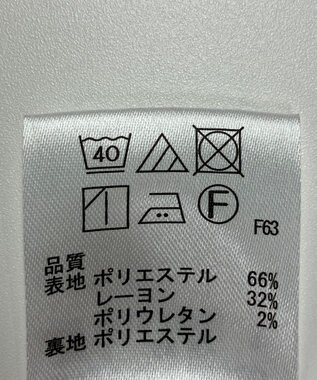 40
F
F63
品質
表地 ポリエステル 66%
レーヨン 32%
ポリウレタン 2%
裏地 ポリエステル